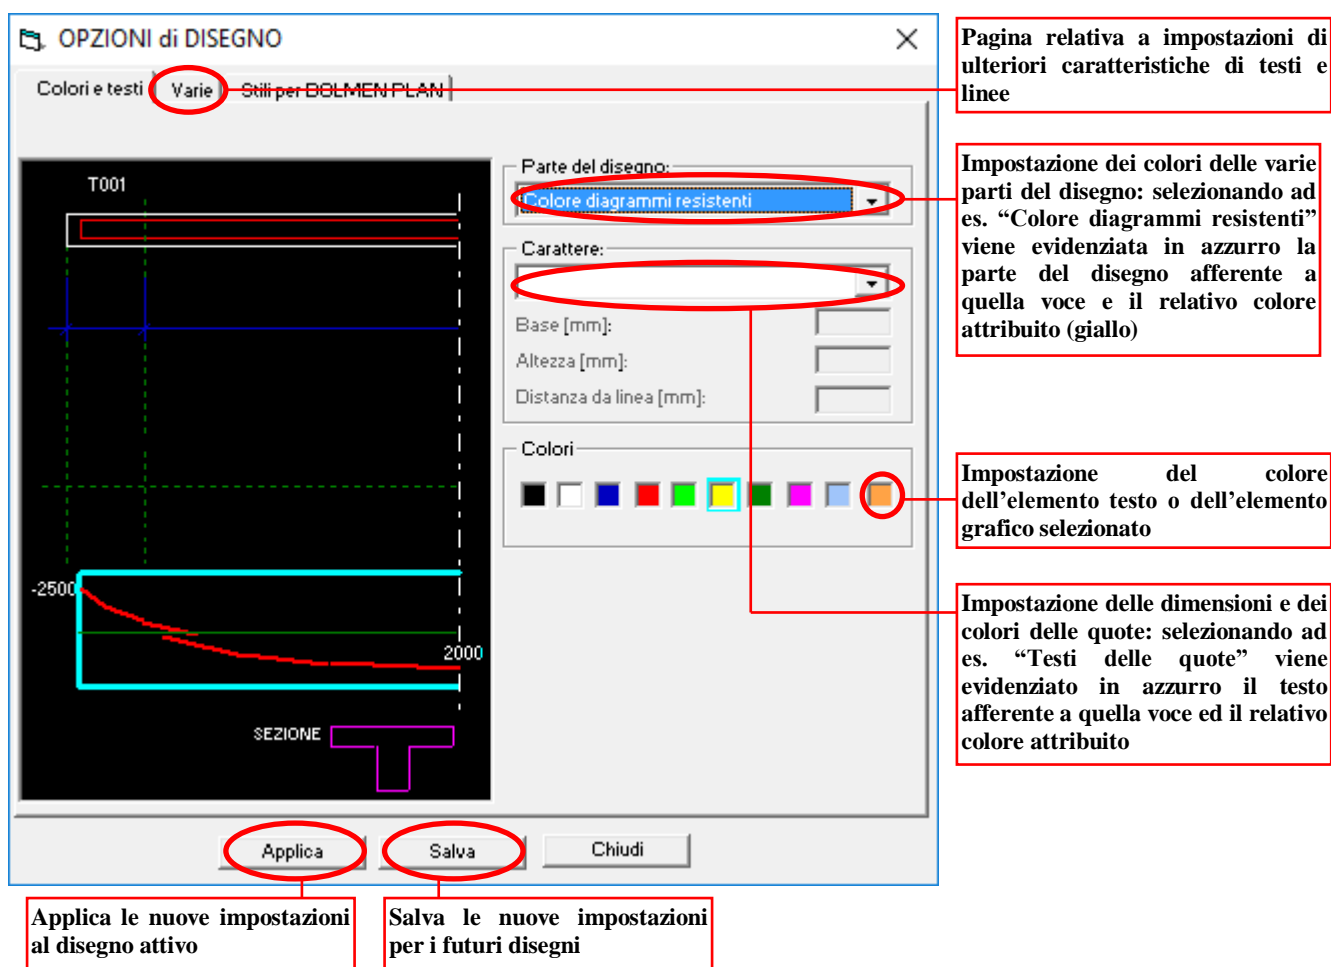 OPZIONI di DISEGNO
Colori e testi
Varie
Stili per DOLMEN PLAN
T001
-2500
2000
SEZIONE
Parte del disegno:
Colore diagrammi resistenti
Carattere:
Base [mm]:
Altezza [mm]:
Distanza da linea [mm]:
Colori
Applica
Salva
Chiudi
Pagina relativa a impostazioni di
ulteriori caratteristiche di testi e
linee
Impostazione dei colori delle varie
parti del disegno: selezionando ad
es. “Colore diagrammi resistenti”
viene evidenziata in azzurro la
parte del disegno afferente a
quella voce e il relativo colore
attribuito (giallo)
Impostazione del colore
dell’elemento testo o dell’elemento
grafico selezionato
Impostazione delle dimensioni e dei
colori delle quote: selezionando ad
es. “Testi delle quote” viene
evidenziato in azzurro il testo
afferente a quella voce ed il relativo
colore attribuito
Applica le nuove impostazioni
al disegno attivo
Salva le nuove impostazioni
per i futuri disegni